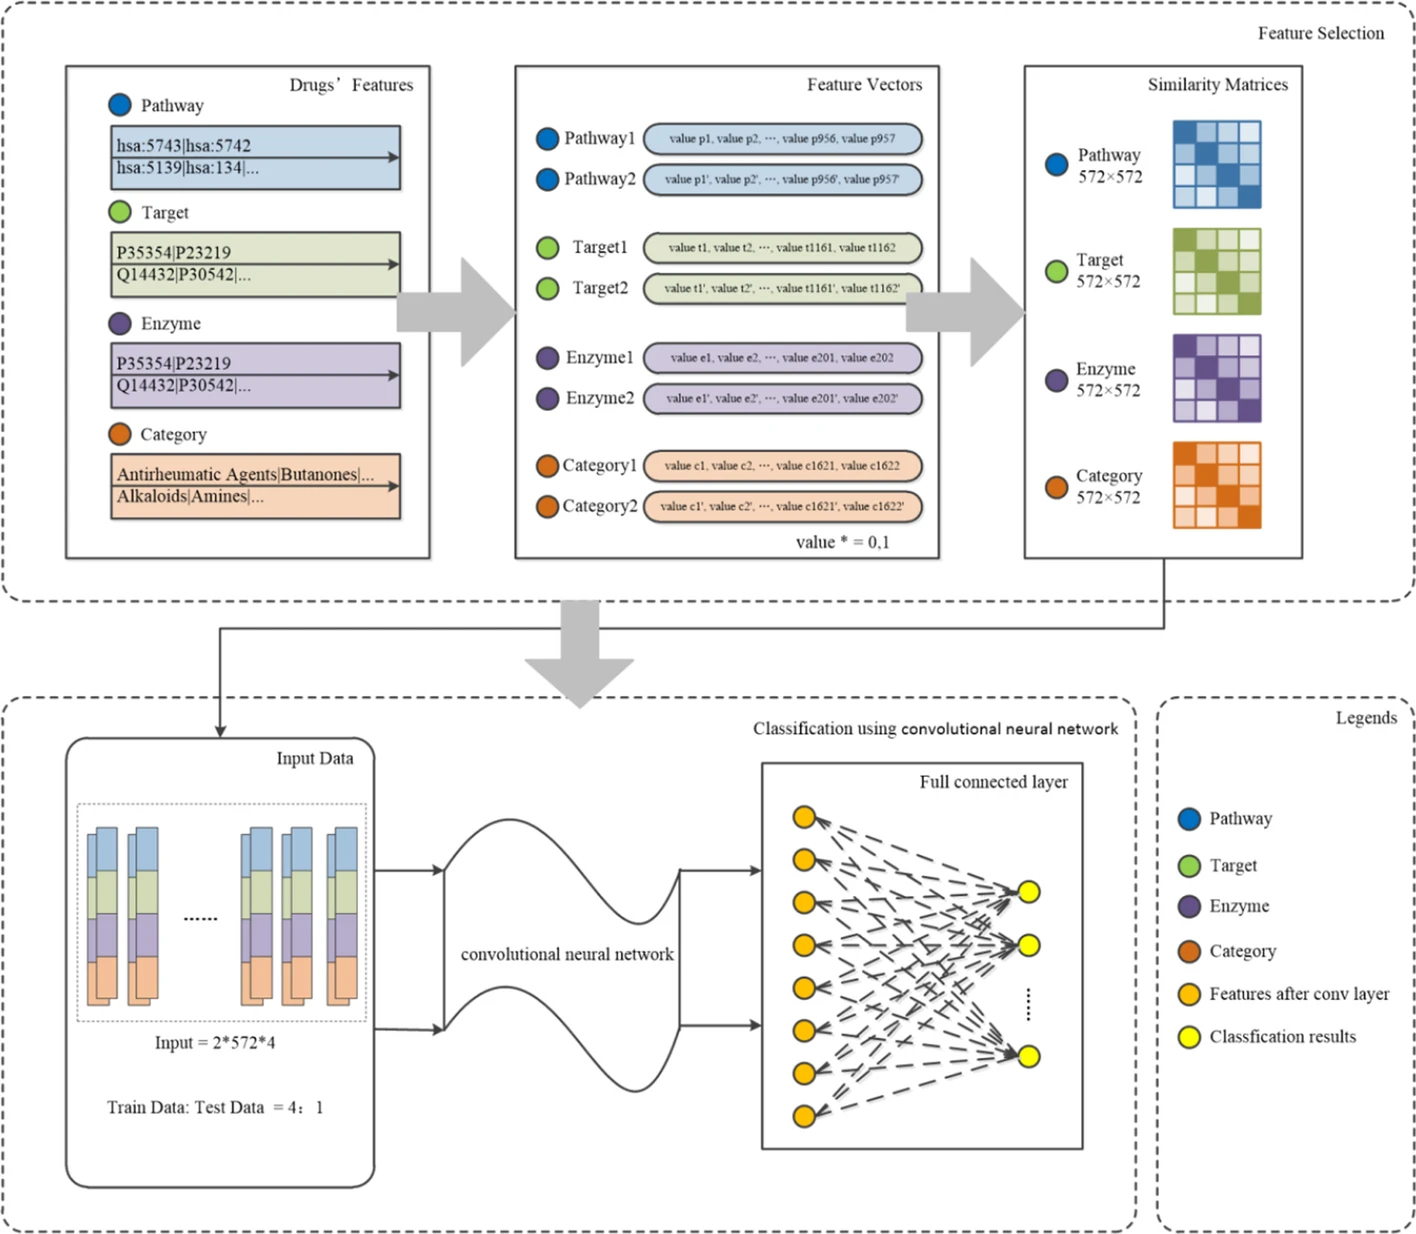 Feature Selection
Drugs’ Features
Pathway
hsa:5743|hsa:5742
hsa:5139|hsa:134|...
Target
P35354|P23219
Q14432|P30542|...
Enzyme
P35354|P23219
Q14432|P30542|...
Category
Antirheumatic Agents|Butanones|...
Alkaloids|Amines|...
Feature Vectors
Pathway1 value p1, value p2, ···, value p956, value p957
Pathway2 value p1', value p2', ···, value p956', value p957'
Target1 value t1, value t2, ···, value t1161, value t1162
Target2 value t1', value t2', ···, value t1161', value t1162'
Enzyme1 value e1, value e2, ···, value e201, value e202
Enzyme2 value e1', value e2', ···, value e201', value e202'
Category1 value c1, value c2, ···, value c1621, value c1622
Category2 value c1', value c2', ···, value c1621', value c1622'
value * = 0,1
Similarity Matrices
Pathway
572×572
Target
572×572
Enzyme
572×572
Category
572×572
Classification using convolutional neural network
Input Data
......
Input = 2*572*4
Train Data: Test Data = 4：1
convolutional neural network
Full connected layer
Legends
Pathway
Target
Enzyme
Category
Features after conv layer
Classfication results